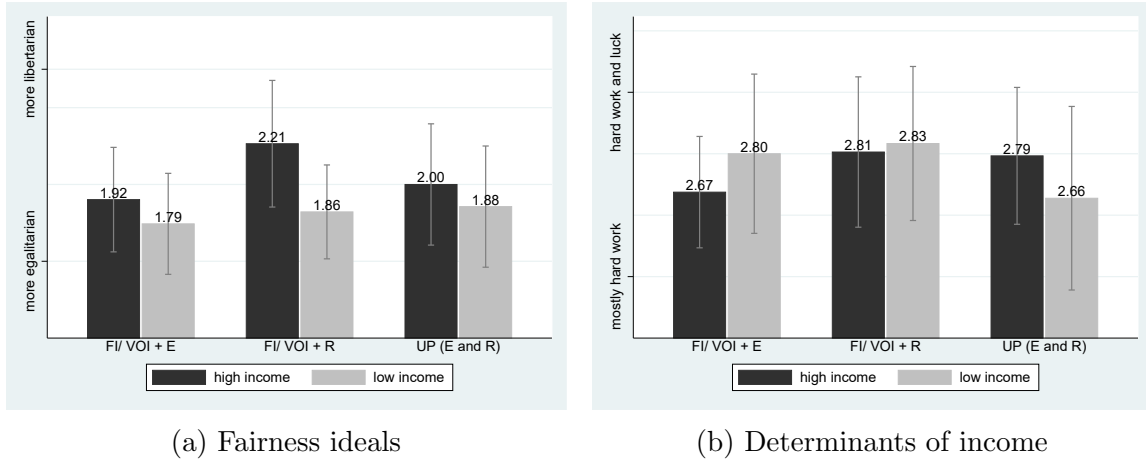 more libertarian
more egalitarian
1.92
1.79
2.21
1.86
2.00
1.88
FI/ VOI + E
FI/ VOI + R
UP (E and R)
high income
low income
(a) Fairness ideals
hard work and luck
mostly hard work
2.67
2.80
2.81
2.83
2.79
2.66
FI/ VOI + E
FI/ VOI + R
UP (E and R)
high income
low income
(b) Determinants of income